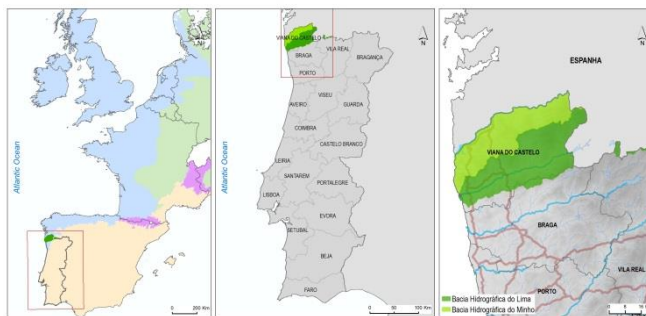 Atlantic Ocean
N
200 Km
Atlantic Ocean
N
VIANA DO CASTELO
VILA REAL
BRAGANÇA
BRAGA
PORTO
VISEU
AVEIRO
GUARDA
COIMBRA
CASTELO BRANCO
LEIRIA
SANTAREM
PORTALEGRE
LISBOA
EVORA
SETUBAL
BEJA
FARO
100 Km
N
ESPANHA
VIANA DO CASTELO
BRAGA
VILA REAL
PORTO
Bacia Hidrográfica do Lima
Bacia Hidrográfica do Minho